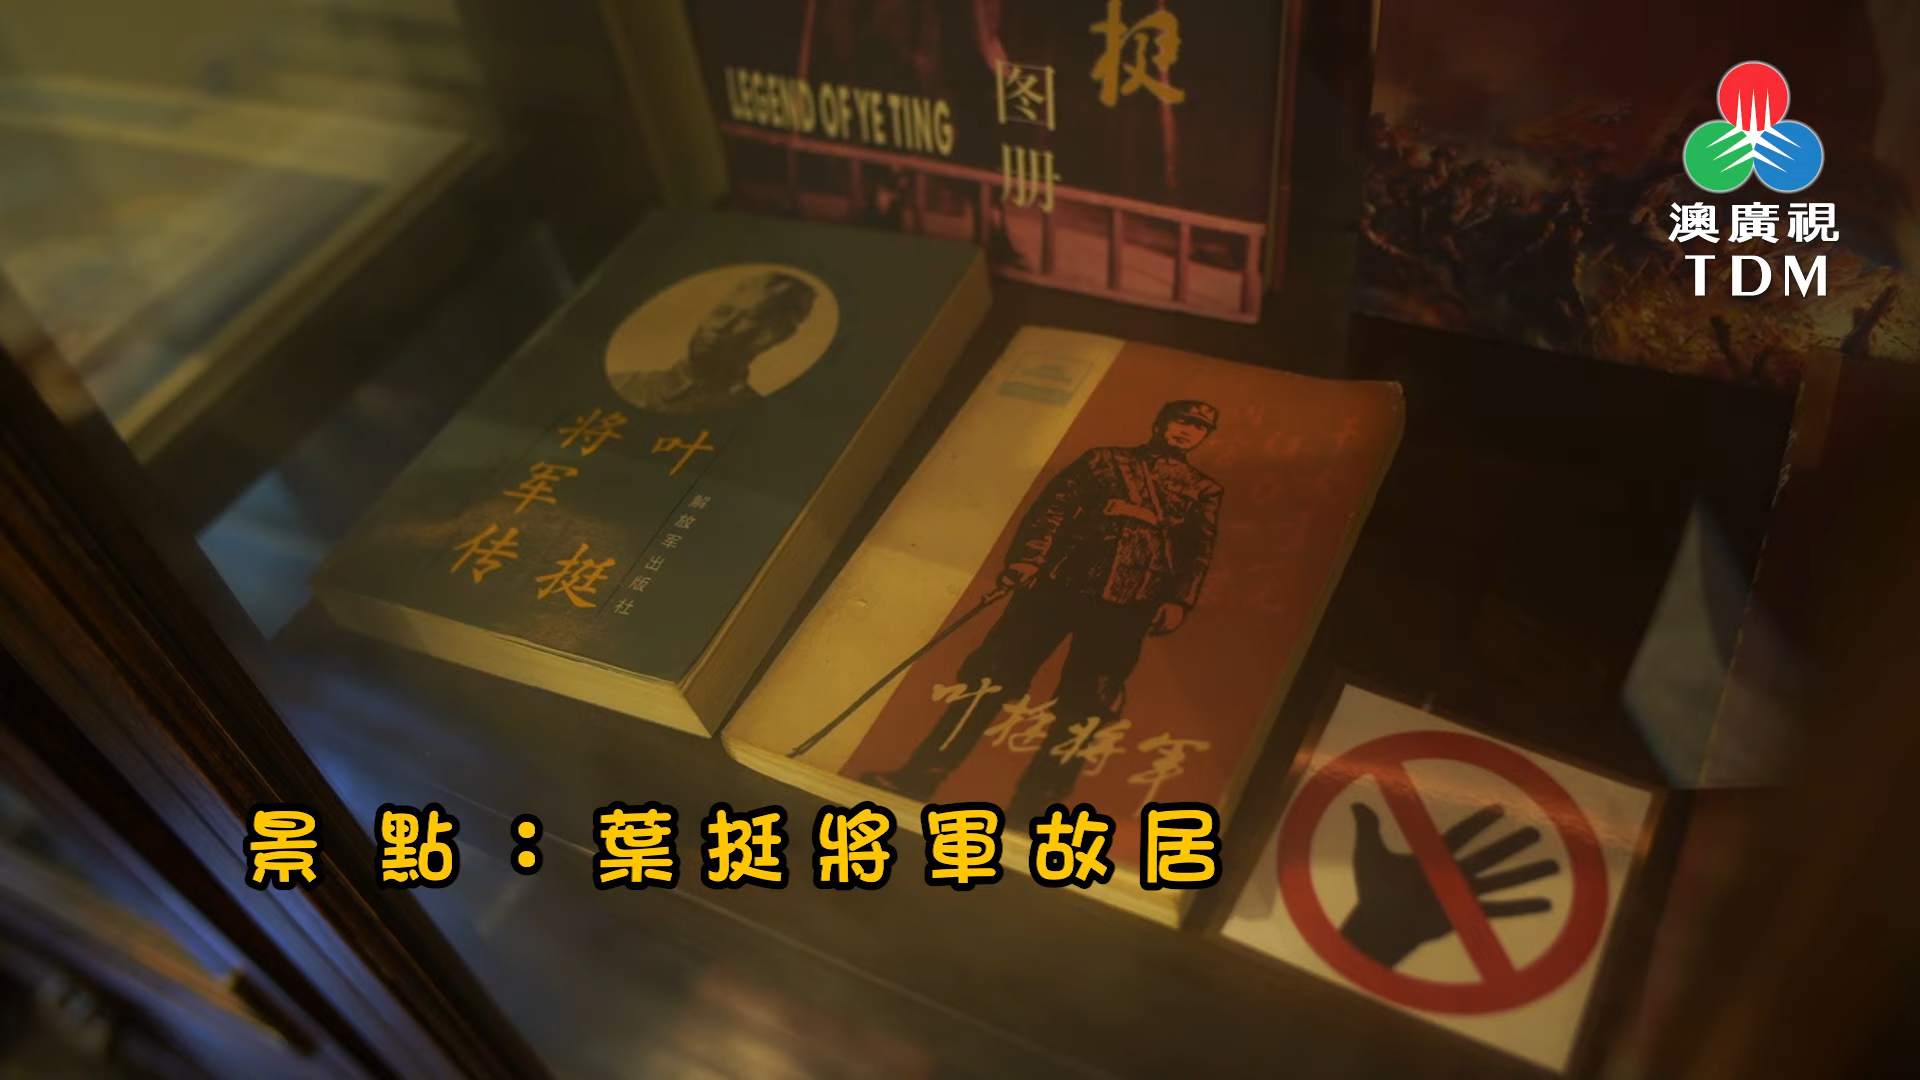 挺
图册
LEGEND OF YE TING
澳廣視
TDM
叶挺
将军传
解放军出版社
叶挺将军
景點：葉挺將軍故居